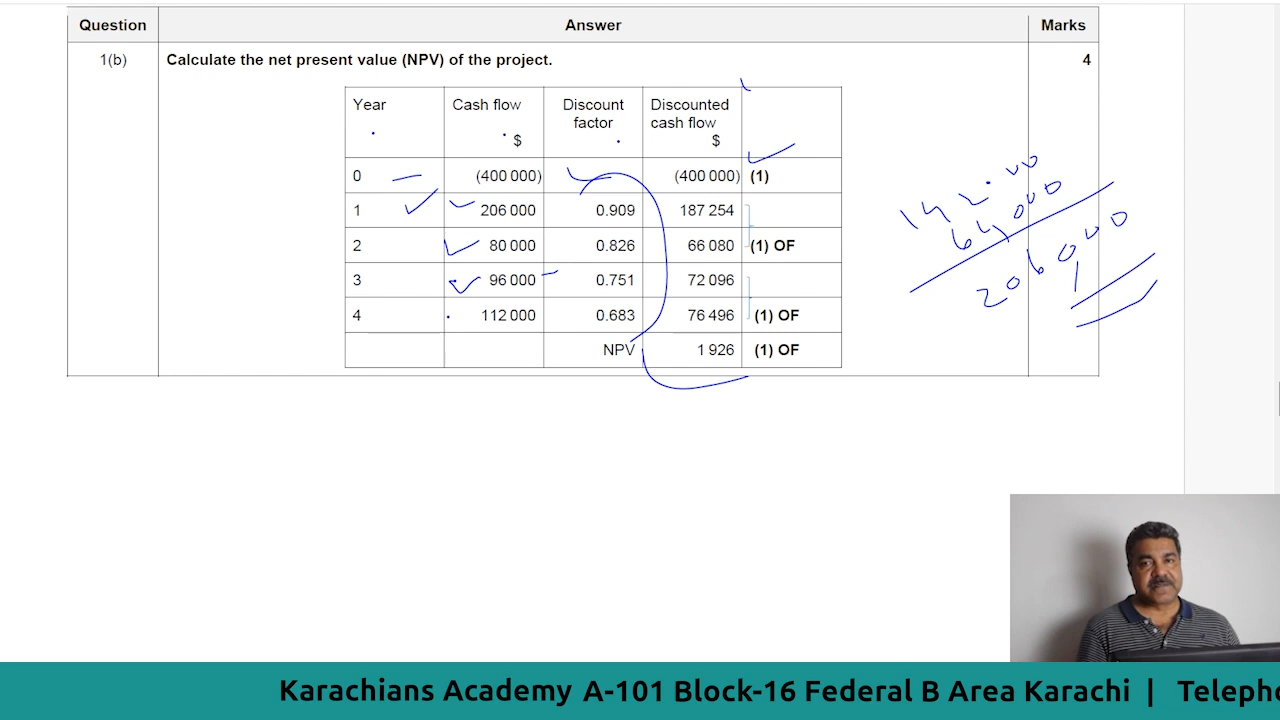 Question Answer Marks
1(b) Calculate the net present value (NPV) of the project. 4
Year Cash flow $ Discount factor Discounted cash flow $
0 (400 000) (400 000) (1)
1 206 000 0.909 187 254
2 80 000 0.826 66 080 (1) OF
3 96 000 0.751 72 096
4 112 000 0.683 76 496 (1) OF
NPV 1 926 (1) OF
64,000
206000
Karachians Academy A-101 Block-16 Federal B Area Karachi | Telepho